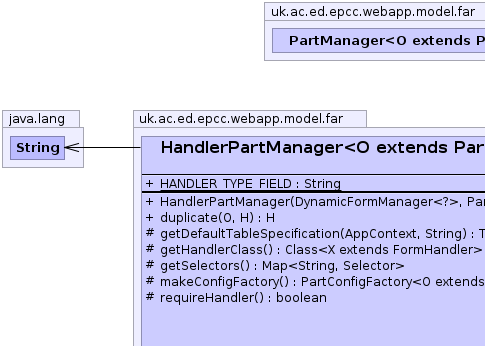 uk.ac.ed.epcc.webapp.model.far
PartManager<O extends P
java.lang
String
uk.ac.ed.epcc.webapp.model.far
HandlerPartManager<O extends Par
+ HANDLER_TYPE_FIELD : String
+ HandlerPartManager(DynamicFormManager<?>, Par
+ duplicate(O, H) : H
# getDefaultTableSpecification(AppContext, String) : T
# getHandlerClass() : Class<X extends FormHandler>
# getSelectors() : Map<String, Selector>
# makeConfigFactory() : PartConfigFactory<O extends
# requireHandler() : boolean